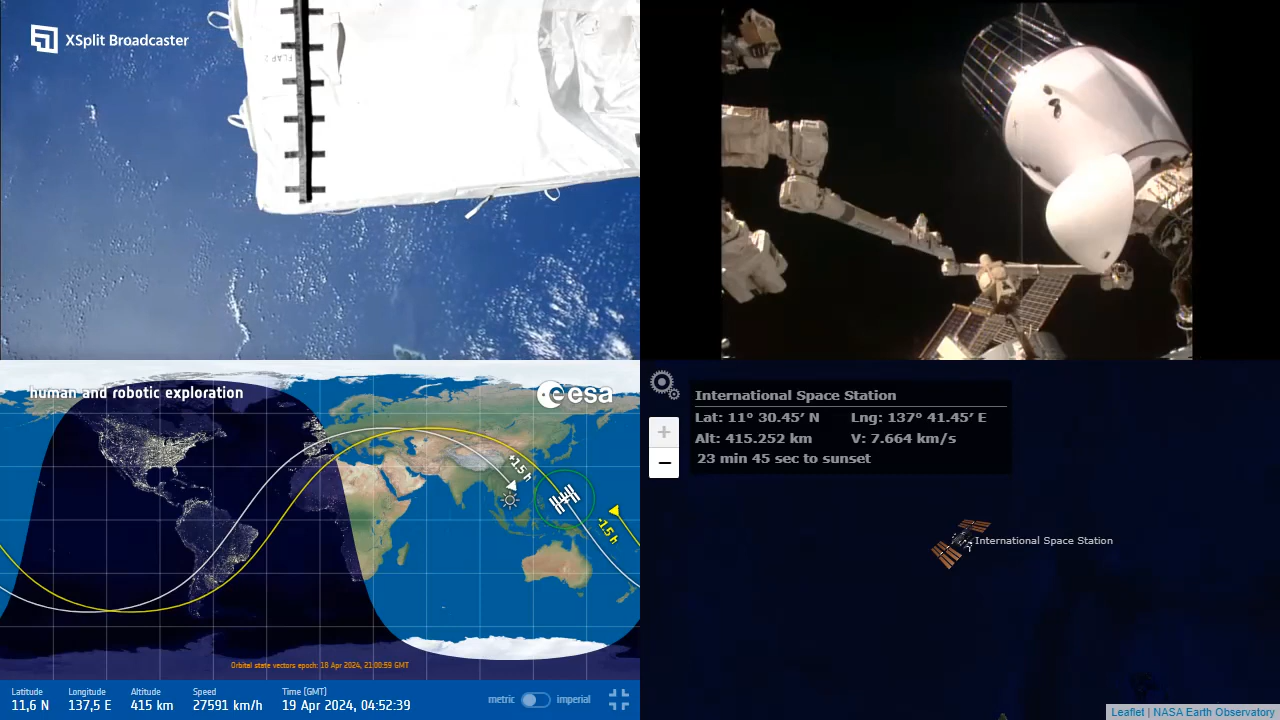 XSplit Broadcaster
FLAP 2
human and robotic exploration
esa
+1.5 h
-1.5 h
Orbital state vectors epoch: 18 Apr 2024, 21:00:59 GMT
Latitude
11,6 N
Longitude
137,5 E
Altitude
415 km
Speed
27591 km/h
Time (GMT)
19 Apr 2024, 04:52:39
metric
imperial
International Space Station
Lat: 11° 30.45′ N Lng: 137° 41.45′ E
Alt: 415.252 km V: 7.664 km/s
23 min 45 sec to sunset
+
−
International Space Station
Leaflet | NASA Earth Observatory